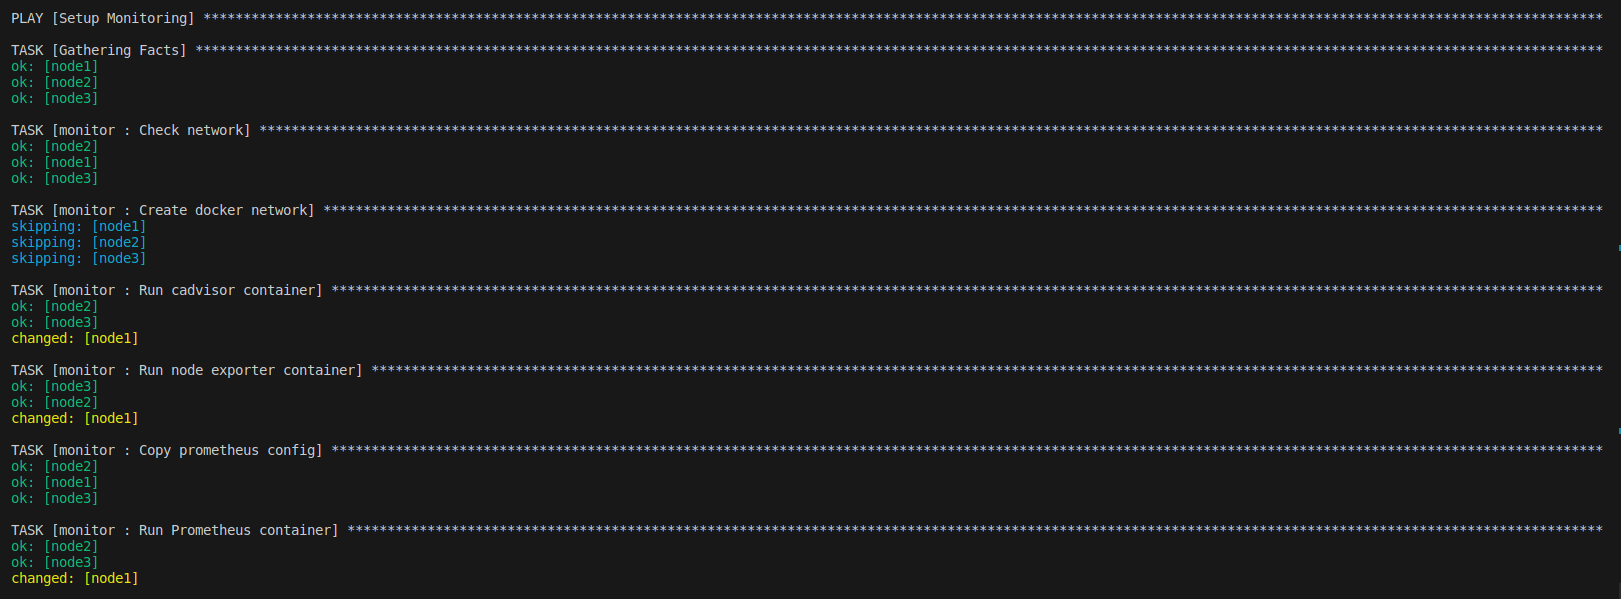 PLAY [Setup Monitoring] *******************************************************************************************************************************************************************************
TASK [Gathering Facts] ********************************************************************************************************************************************************************************
ok: [node1]
ok: [node2]
ok: [node3]
TASK [monitor : Check network] ************************************************************************************************************************************************************************
ok: [node2]
ok: [node1]
ok: [node3]
TASK [monitor : Create docker network] ****************************************************************************************************************************************************************
skipping: [node1]
skipping: [node2]
skipping: [node3]
TASK [monitor : Run cadvisor container] ***************************************************************************************************************************************************************
ok: [node2]
ok: [node3]
changed: [node1]
TASK [monitor : Run node exporter container] **********************************************************************************************************************************************************
ok: [node3]
ok: [node2]
changed: [node1]
TASK [monitor : Copy prometheus config] ***************************************************************************************************************************************************************
ok: [node2]
ok: [node1]
ok: [node3]
TASK [monitor : Run Prometheus container] *************************************************************************************************************************************************************
ok: [node2]
ok: [node3]
changed: [node1]